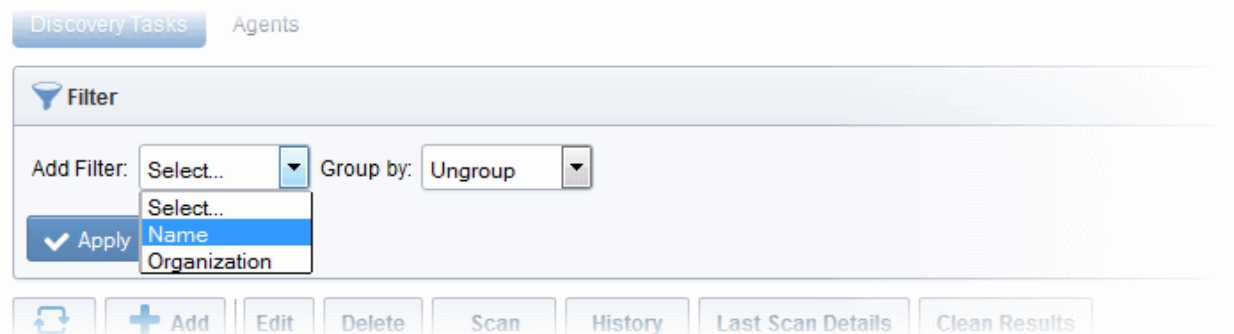 Discovery Tasks Agents
Filter
Add Filter: Select... Group by: Ungroup
Select...
Apply Name
Organization
Add Edit Delete Scan History Last Scan Details Clean Results